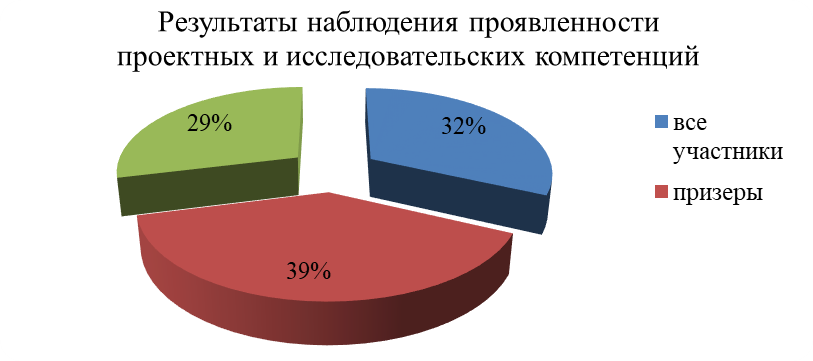 Результаты наблюдения проявленности
проектных и исследовательских компетенций
29%
32%
39%
все
участники
призеры